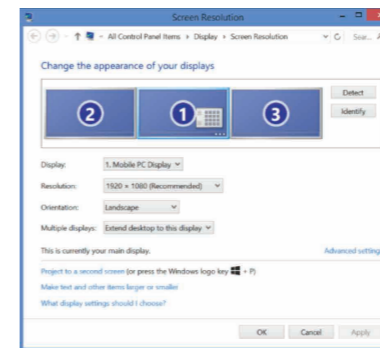 Screen Resolution
All Control Panel Items Display Screen Resolution
Change the appearance of your displays
2 1 3
Detect
Identify
Display: 1. Mobile PC Display
Resolution: 1920 × 1080 (Recommended)
Orientation: Landscape
Multiple displays: Extend desktop to this display
This is currently your main display. Advanced setting
Project to a second screen (or press the Windows logo key + P)
Make text and other items larger or smaller
What display settings should I choose?
OK Cancel Apply